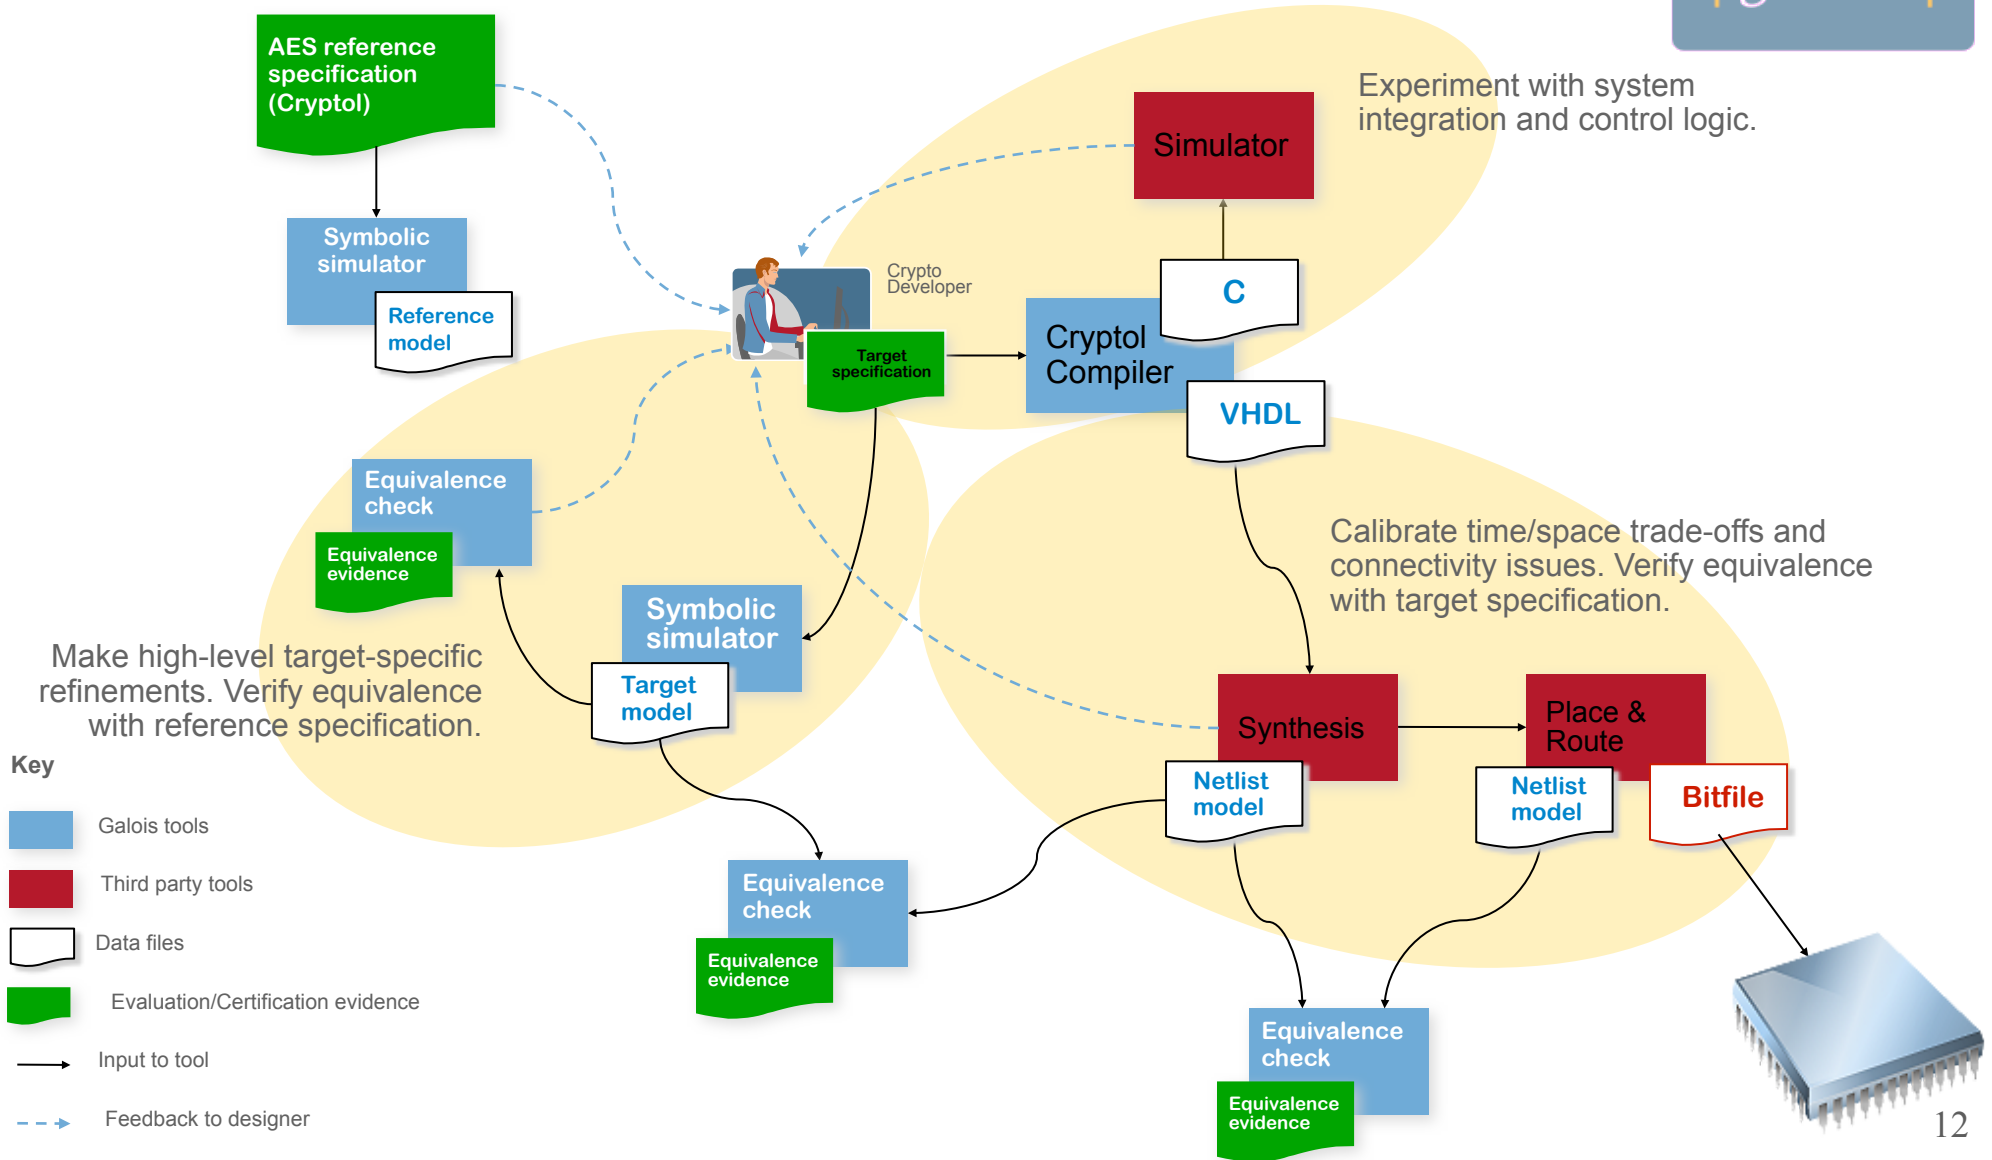 AES reference
specification
(Cryptol)
Symbolic
simulator
Reference
model
Experiment with system
integration and control logic.
Simulator
C
Crypto
Developer
Target
specification
Cryptol
Compiler
VHDL
Equivalence
check
Equivalence
evidence
Symbolic
simulator
Target
model
Make high-level target-specific
refinements. Verify equivalence
with reference specification.
Calibrate time/space trade-offs and
connectivity issues. Verify equivalence
with target specification.
Synthesis
Netlist
model
Place &
Route
Netlist
model
Bitfile
Equivalence
check
Equivalence
evidence
Equivalence
check
Equivalence
evidence
Key
Galois tools
Third party tools
Data files
Evaluation/Certification evidence
Input to tool
Feedback to designer
12